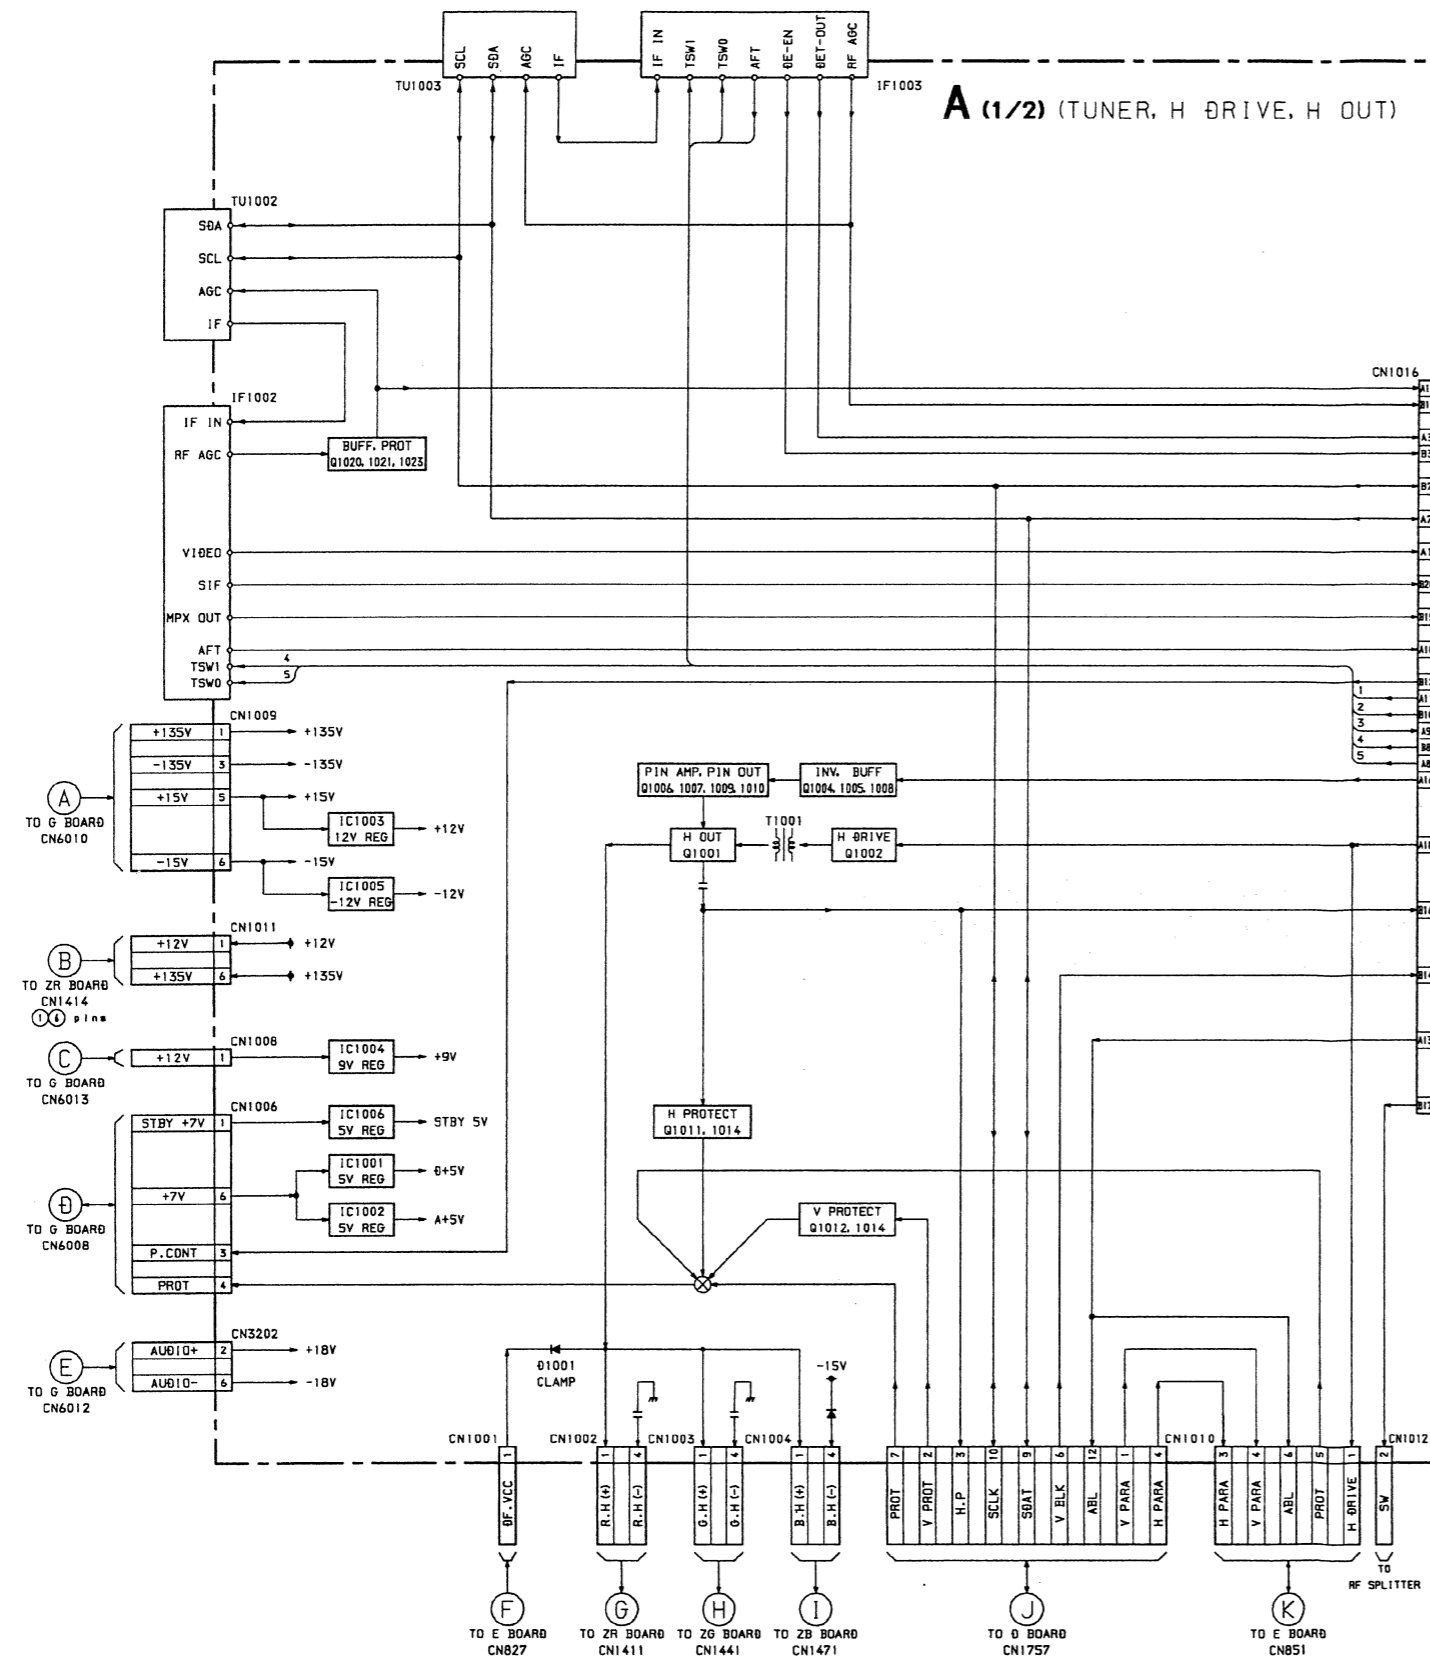 SCL
SDA
AGC
IF
TU1003
IF IN
TSW1
TSW0
AFT
DE-EN
DET-OUT
RF AGC
IF1003
A (1/2) (TUNER, H DRIVE, H OUT)
TU1002
SDA
SCL
AGC
IF
IF1002
IF IN
RF AGC
BUFF, PROT
Q1020, 1021, 1023
VIDEO
SIF
MPX OUT
AFT
TSW1
TSW0
4
5
CN1016
B2
A2
1
2
3
4
5
CN1009
+135V 1 +135V
-135V 3 -135V
+15V 5 +15V
IC1003
12V REG
+12V
-15V 6 -15V
IC1005
-12V REG
-12V
A
TO G BOARD
CN6010
PIN AMP, PIN OUT
Q1006, 1007, 1009, 1010
INV. BUFF
Q1004, 1005, 1008
H OUT
Q1001
T1001
H DRIVE
Q1002
CN1011
+12V 1 +12V
+135V 6 +135V
B
TO ZR BOARD
CN1414
1 6 pins
CN1008
+12V 1
IC1004
9V REG
+9V
C
TO G BOARD
CN6013
CN1006
STBY +7V 1
IC1006
5V REG
STBY 5V
IC1001
5V REG
D+5V
+7V 6
IC1002
5V REG
A+5V
P.CONT 3
PROT 4
D
TO G BOARD
CN6008
H PROTECT
Q1011, 1014
V PROTECT
Q1012, 1014
CN3202
AUDIO+ 2 +18V
AUDIO- 6 -18V
E
TO G BOARD
CN6012
D1001
CLAMP
-15V
CN1001
1
DF.VCC
F
TO E BOARD
CN827
CN1002
1
4
R.H (+)
R.H (-)
G
TO ZR BOARD
CN1411
CN1003
1
4
G.H (+)
G.H (-)
H
TO ZG BOARD
CN1441
CN1004
1
4
B.H (+)
B.H (-)
I
TO ZB BOARD
CN1471
7
2
3
10
9
6
12
1
4
PROT
V PROT
H.P
SCLK
SDAT
V BLK
ABL
V PARA
H PARA
J
TO D BOARD
CN1757
CN1010
3
4
6
5
1
H PARA
V PARA
ABL
PROT
H DRIVE
K
TO E BOARD
CN851
CN1012
2
SW
TO
RF SPLITTER